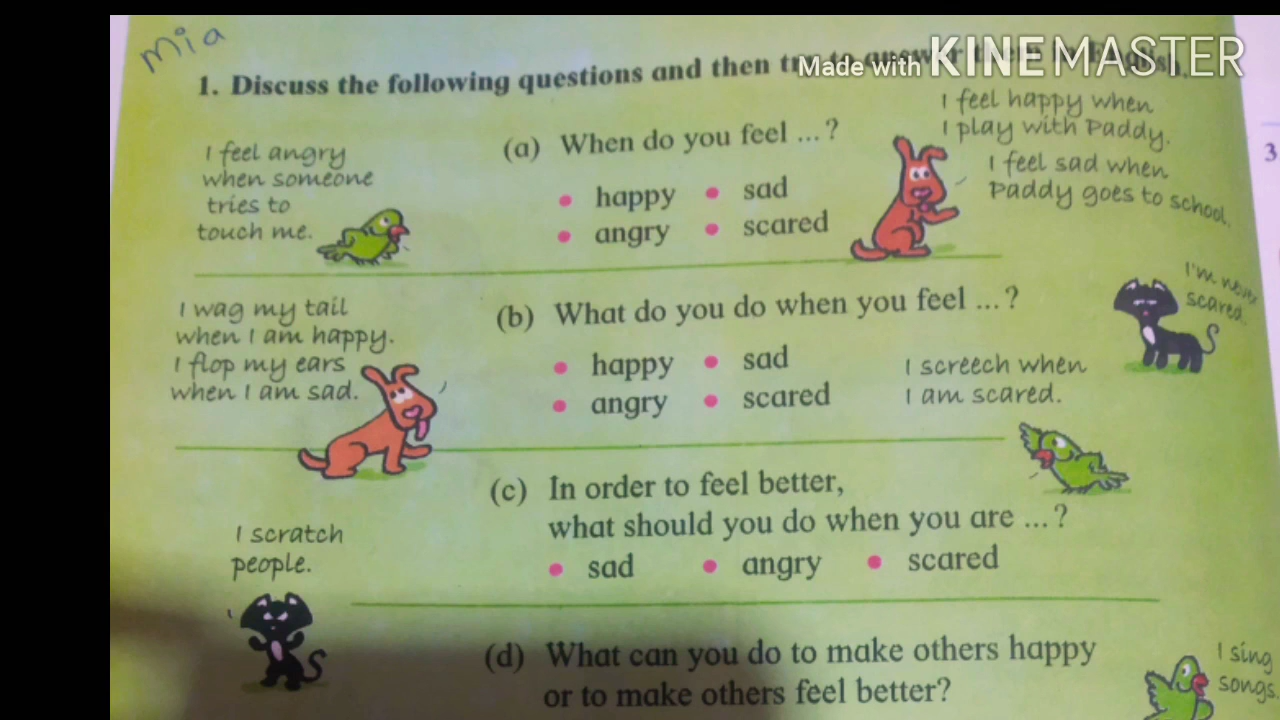 mia
Made with KINEMASTER
1. Discuss the following questions and then
I feel happy when
I play with Paddy.
I feel sad when
Paddy goes to school.
3
I feel angry
when someone
tries to
touch me.
(a) When do you feel ...?
• happy • sad
• angry • scared
I wag my tail
when I am happy.
I flop my ears
when I am sad.
(b) What do you do when you feel ...?
• happy • sad
• angry • scared
I'm never
scared.
I screech when
I am scared.
(c) In order to feel better,
what should you do when you are ...?
• sad • angry • scared
I scratch
people.
(d) What can you do to make others happy
or to make others feel better?
I sing
songs.